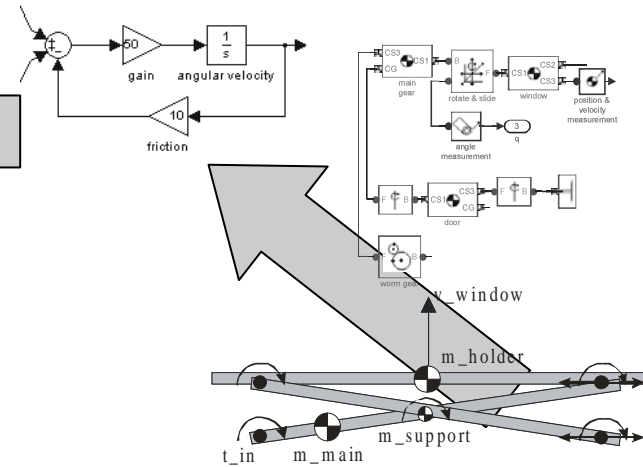 +
-
50
1
s
gain
angular velocity
10
friction
CS3
CG
CS1
main
gear
B
F
rotate & slide
CS1
CS2
CS3
window
position &
velocity
measurement
angle
measurement
3
q
F
B
CS1
CS3
CG
door
F
B
F
B
worm gear
v_window
m_holder
m_support
m_main
t_in